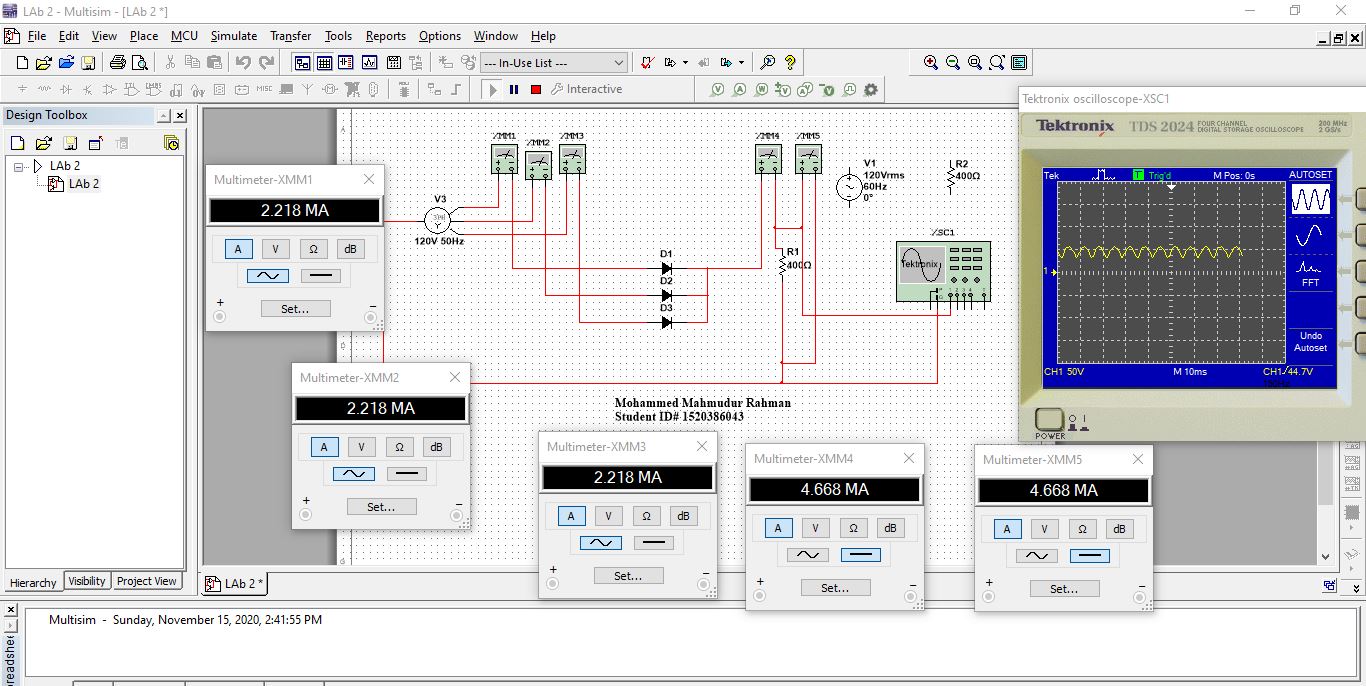 LAb 2 - Multisim - [LAb 2 *]
File Edit View Place MCU Simulate Transfer Tools Reports Options Window Help
--- In-Use List ---
MISC
Interactive
Design Toolbox
LAb 2
LAb 2
Hierarchy Visibility Project View
LAb 2 *
XMM1
XMM2
XMM3
XMM4
XMM5
V3
120V 50Hz
D1
D2
D3
R1
400Ω
V1
120Vrms
60Hz
0°
R2
400Ω
XSC1
Tektronix
Mohammed Mahmudur Rahman
Student ID# 1520386043
Multimeter-XMM1
2.218 MA
A V Ω dB
+ Set... –
Multimeter-XMM2
2.218 MA
A V Ω dB
+ Set... –
Multimeter-XMM3
2.218 MA
A V Ω dB
+ Set... –
Multimeter-XMM4
4.668 MA
A V Ω dB
+ Set... –
Multimeter-XMM5
4.668 MA
A V Ω dB
+ Set... –
Tektronix oscilloscope-XSC1
Tektronix TDS 2024 FOUR CHANNEL DIGITAL STORAGE OSCILLOSCOPE 200 MHz 2 GS/s
Tek T Trig'd M Pos: 0s AUTOSET
1
FFT
Undo
Autoset
CH1 50V M 10ms CH1 / 44.7V
POWER
Multisim - Sunday, November 15, 2020, 2:41:55 PM